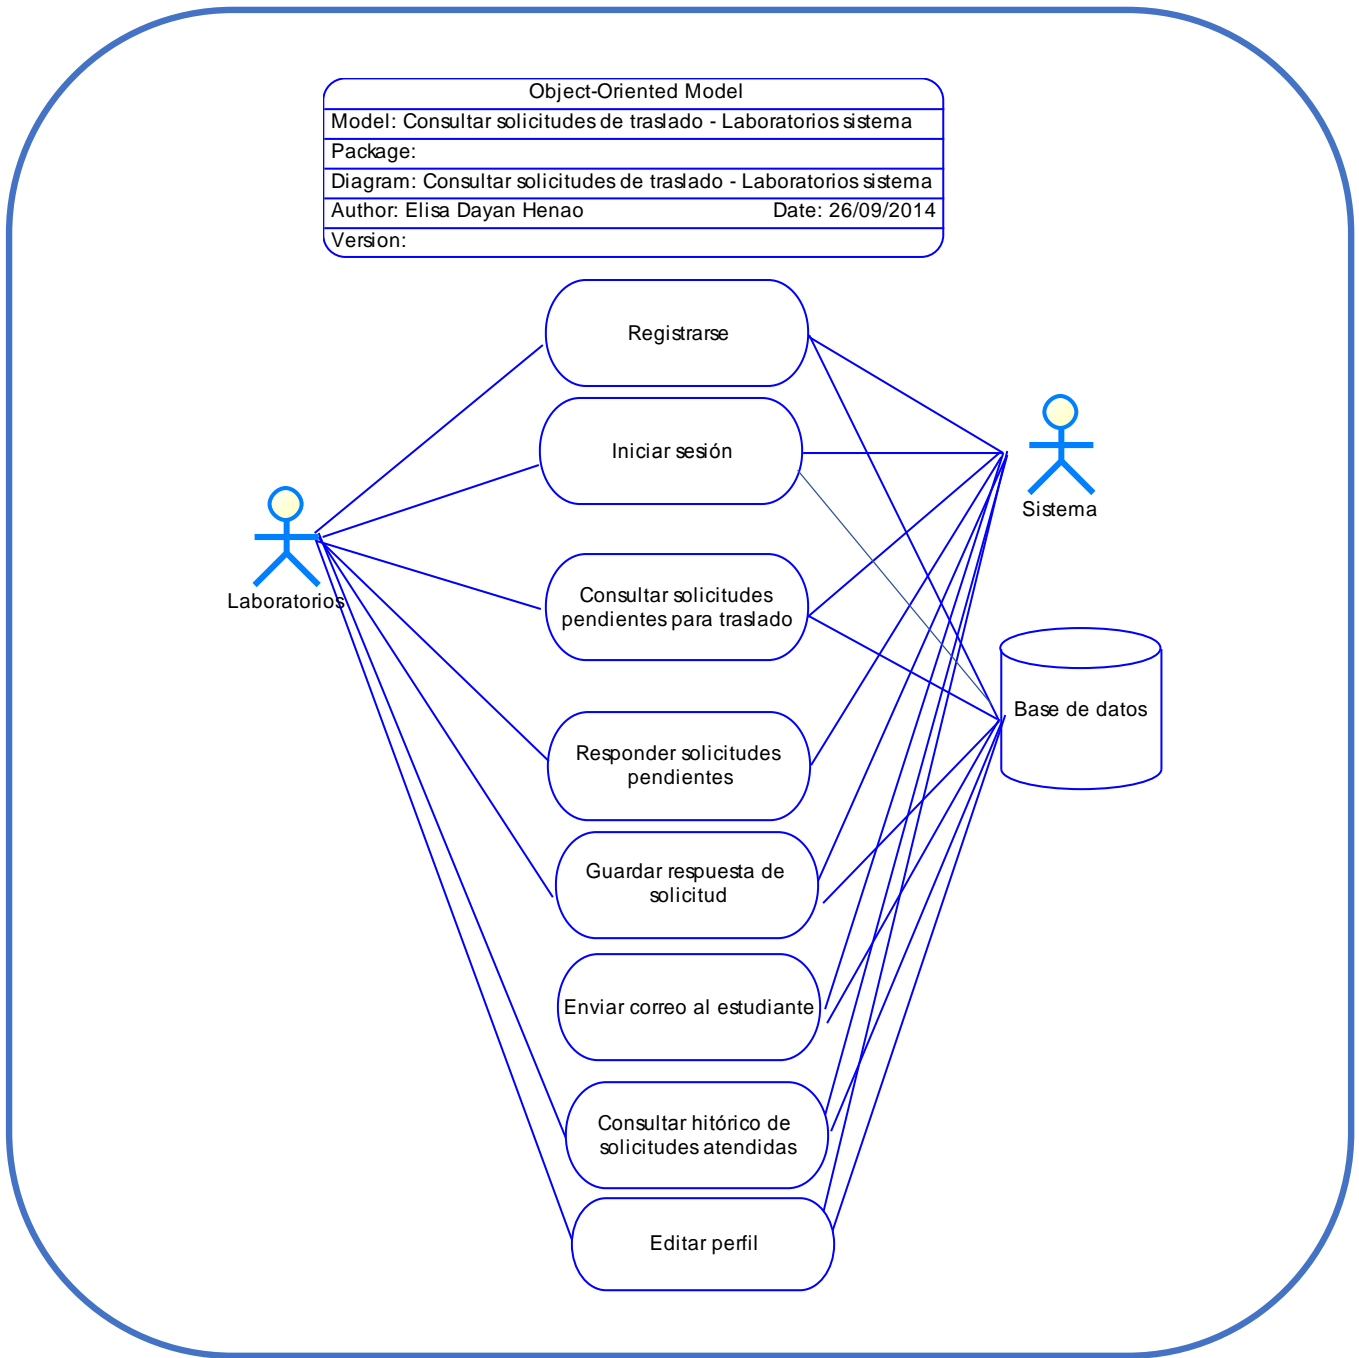 Object-Oriented Model
Model: Consultar solicitudes de traslado - Laboratorios sistema
Package:
Diagram: Consultar solicitudes de traslado - Laboratorios sistema
Author: Elisa Dayan Henao Date: 26/09/2014
Version:
Registrarse
Iniciar sesión
Sistema
Laboratorios
Consultar solicitudes
pendientes para traslado
Base de datos
Responder solicitudes
pendientes
Guardar respuesta de
solicitud
Enviar correo al estudiante
Consultar hitórico de
solicitudes atendidas
Editar perfil